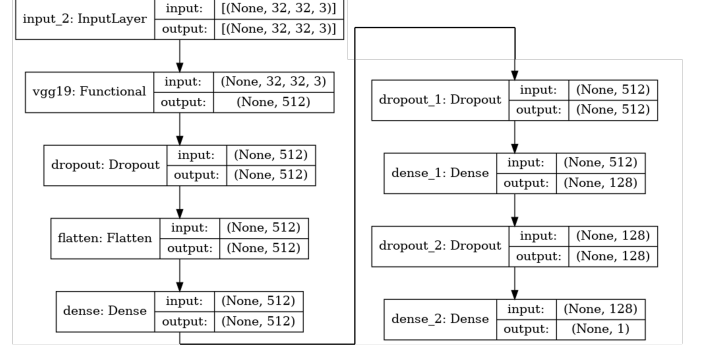 input_2: InputLayer
input: [(None, 32, 32, 3)]
output: [(None, 32, 32, 3)]
vgg19: Functional
input: (None, 32, 32, 3)
output: (None, 512)
dropout: Dropout
input: (None, 512)
output: (None, 512)
flatten: Flatten
input: (None, 512)
output: (None, 512)
dense: Dense
input: (None, 512)
output: (None, 512)
dropout_1: Dropout
input: (None, 512)
output: (None, 512)
dense_1: Dense
input: (None, 512)
output: (None, 128)
dropout_2: Dropout
input: (None, 128)
output: (None, 128)
dense_2: Dense
input: (None, 128)
output: (None, 1)